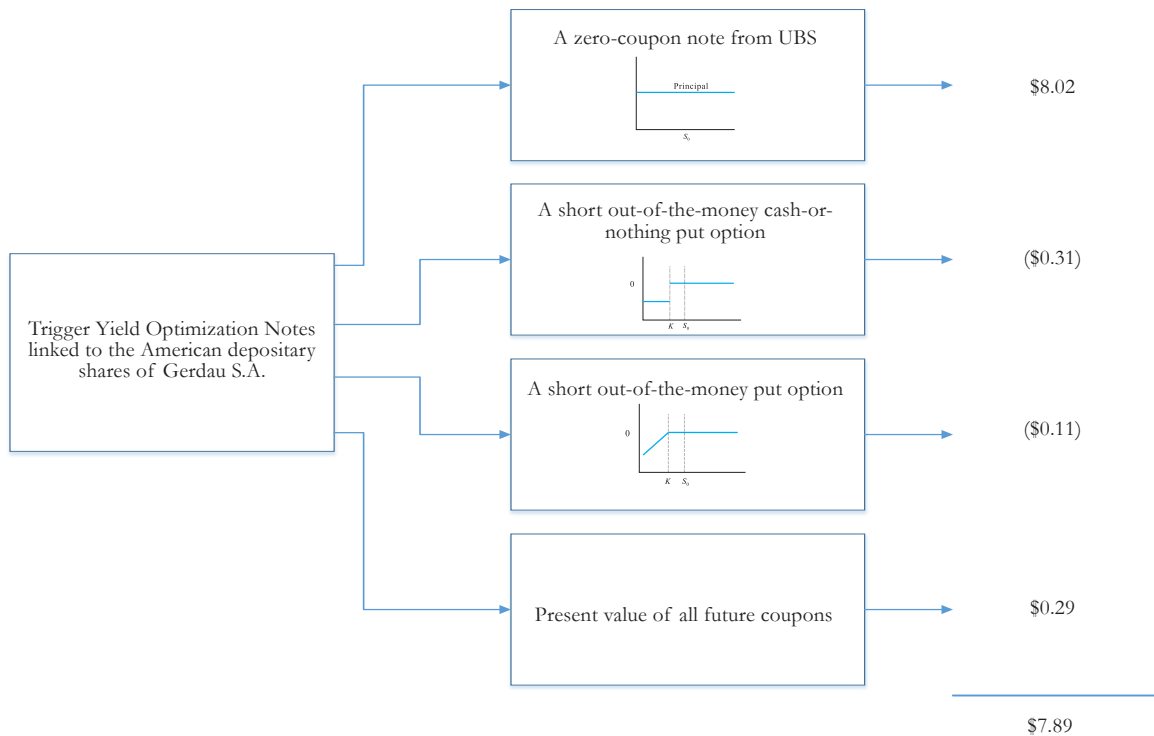 A zero-coupon note from UBS
Principal
S₀
$8.02
A short out-of-the-money cash-or-
nothing put option
0
K S₀
($0.31)
Trigger Yield Optimization Notes
linked to the American depositary
shares of Gerdau S.A.
A short out-of-the-money put option
0
K S₀
($0.11)
Present value of all future coupons
$0.29
$7.89